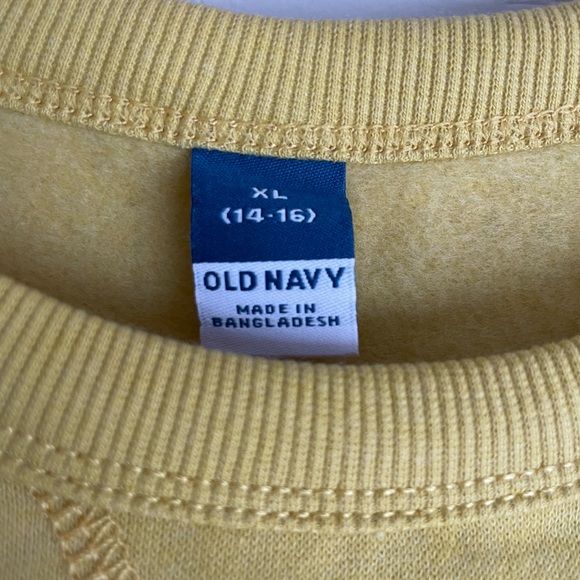 XL
(14-16)
OLD NAVY
MADE IN
BANGLADESH